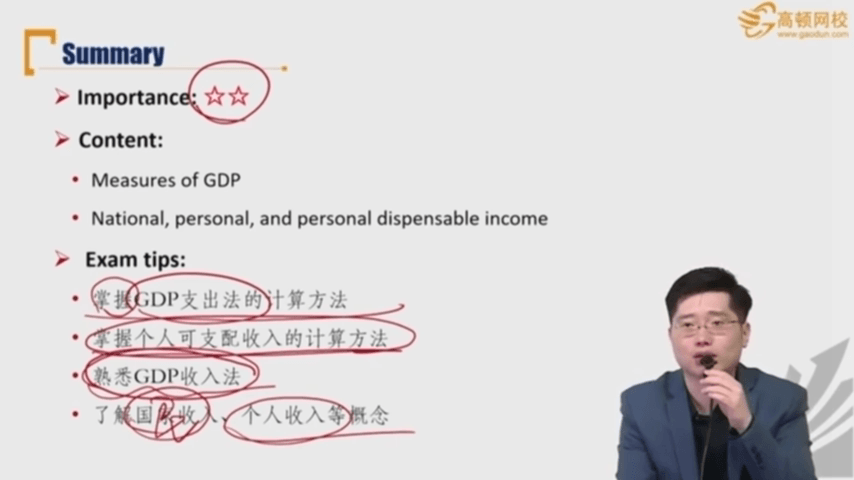 高顿网校
www.gaodun.com
Summary
Importance: ☆☆
Content:
Measures of GDP
National, personal, and personal dispensable income
Exam tips:
掌握GDP支出法的计算方法
掌握个人可支配收入的计算方法
熟悉GDP收入法
了解国家收入、个人收入等概念